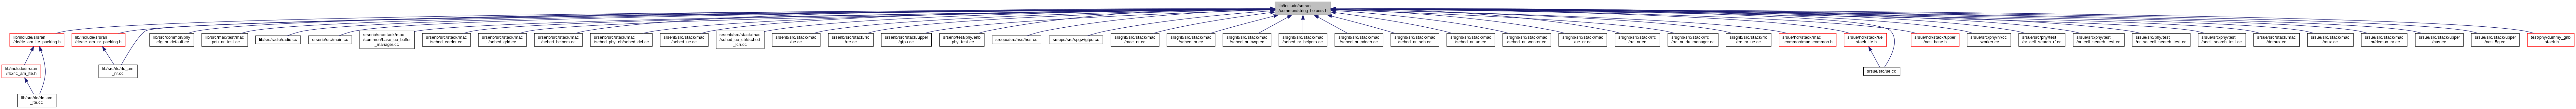 lib/include/srsran
/common/string_helpers.h
lib/include/srsran
/rlc/rlc_am_lte_packing.h
lib/include/srsran
/rlc/rlc_am_nr_packing.h
lib/src/common/phy
_cfg_nr_default.cc
lib/src/mac/test/mac
_pdu_nr_test.cc
lib/src/radio/radio.cc
srsenb/src/main.cc
srsenb/src/stack/mac
/common/base_ue_buffer
_manager.cc
srsenb/src/stack/mac
/sched_carrier.cc
srsenb/src/stack/mac
/sched_grid.cc
srsenb/src/stack/mac
/sched_helpers.cc
srsenb/src/stack/mac
/sched_phy_ch/sched_dci.cc
srsenb/src/stack/mac
/sched_ue.cc
srsenb/src/stack/mac
/sched_ue_ctrl/sched
_lch.cc
srsenb/src/stack/mac
/ue.cc
srsenb/src/stack/rrc
/rrc.cc
srsenb/src/stack/upper
/gtpu.cc
srsenb/test/phy/enb
_phy_test.cc
srsepc/src/hss/hss.cc
srsepc/src/spgw/gtpu.cc
srsgnb/src/stack/mac
/mac_nr.cc
srsgnb/src/stack/mac
/sched_nr.cc
srsgnb/src/stack/mac
/sched_nr_bwp.cc
srsgnb/src/stack/mac
/sched_nr_helpers.cc
srsgnb/src/stack/mac
/sched_nr_pdcch.cc
srsgnb/src/stack/mac
/sched_nr_sch.cc
srsgnb/src/stack/mac
/sched_nr_ue.cc
srsgnb/src/stack/mac
/sched_nr_worker.cc
srsgnb/src/stack/mac
/ue_nr.cc
srsgnb/src/stack/rrc
/rrc_nr.cc
srsgnb/src/stack/rrc
/rrc_nr_du_manager.cc
srsgnb/src/stack/rrc
/rrc_nr_ue.cc
srsue/hdr/stack/mac
_common/mac_common.h
srsue/hdr/stack/ue
_stack_lte.h
srsue/hdr/stack/upper
/nas_base.h
srsue/src/phy/nr/cc
_worker.cc
srsue/src/phy/test
/nr_cell_search_rf.cc
srsue/src/phy/test
/nr_cell_search_test.cc
srsue/src/phy/test
/nr_sa_cell_search_test.cc
srsue/src/phy/test
/scell_search_test.cc
srsue/src/stack/mac
/demux.cc
srsue/src/stack/mac
/mux.cc
srsue/src/stack/mac
_nr/demux_nr.cc
srsue/src/stack/upper
/nas.cc
srsue/src/stack/upper
/nas_5g.cc
test/phy/dummy_gnb
_stack.h
lib/include/srsran
/rlc/rlc_am_lte.h
lib/src/rlc/rlc_am
_nr.cc
srsue/src/ue.cc
lib/src/rlc/rlc_am
_lte.cc